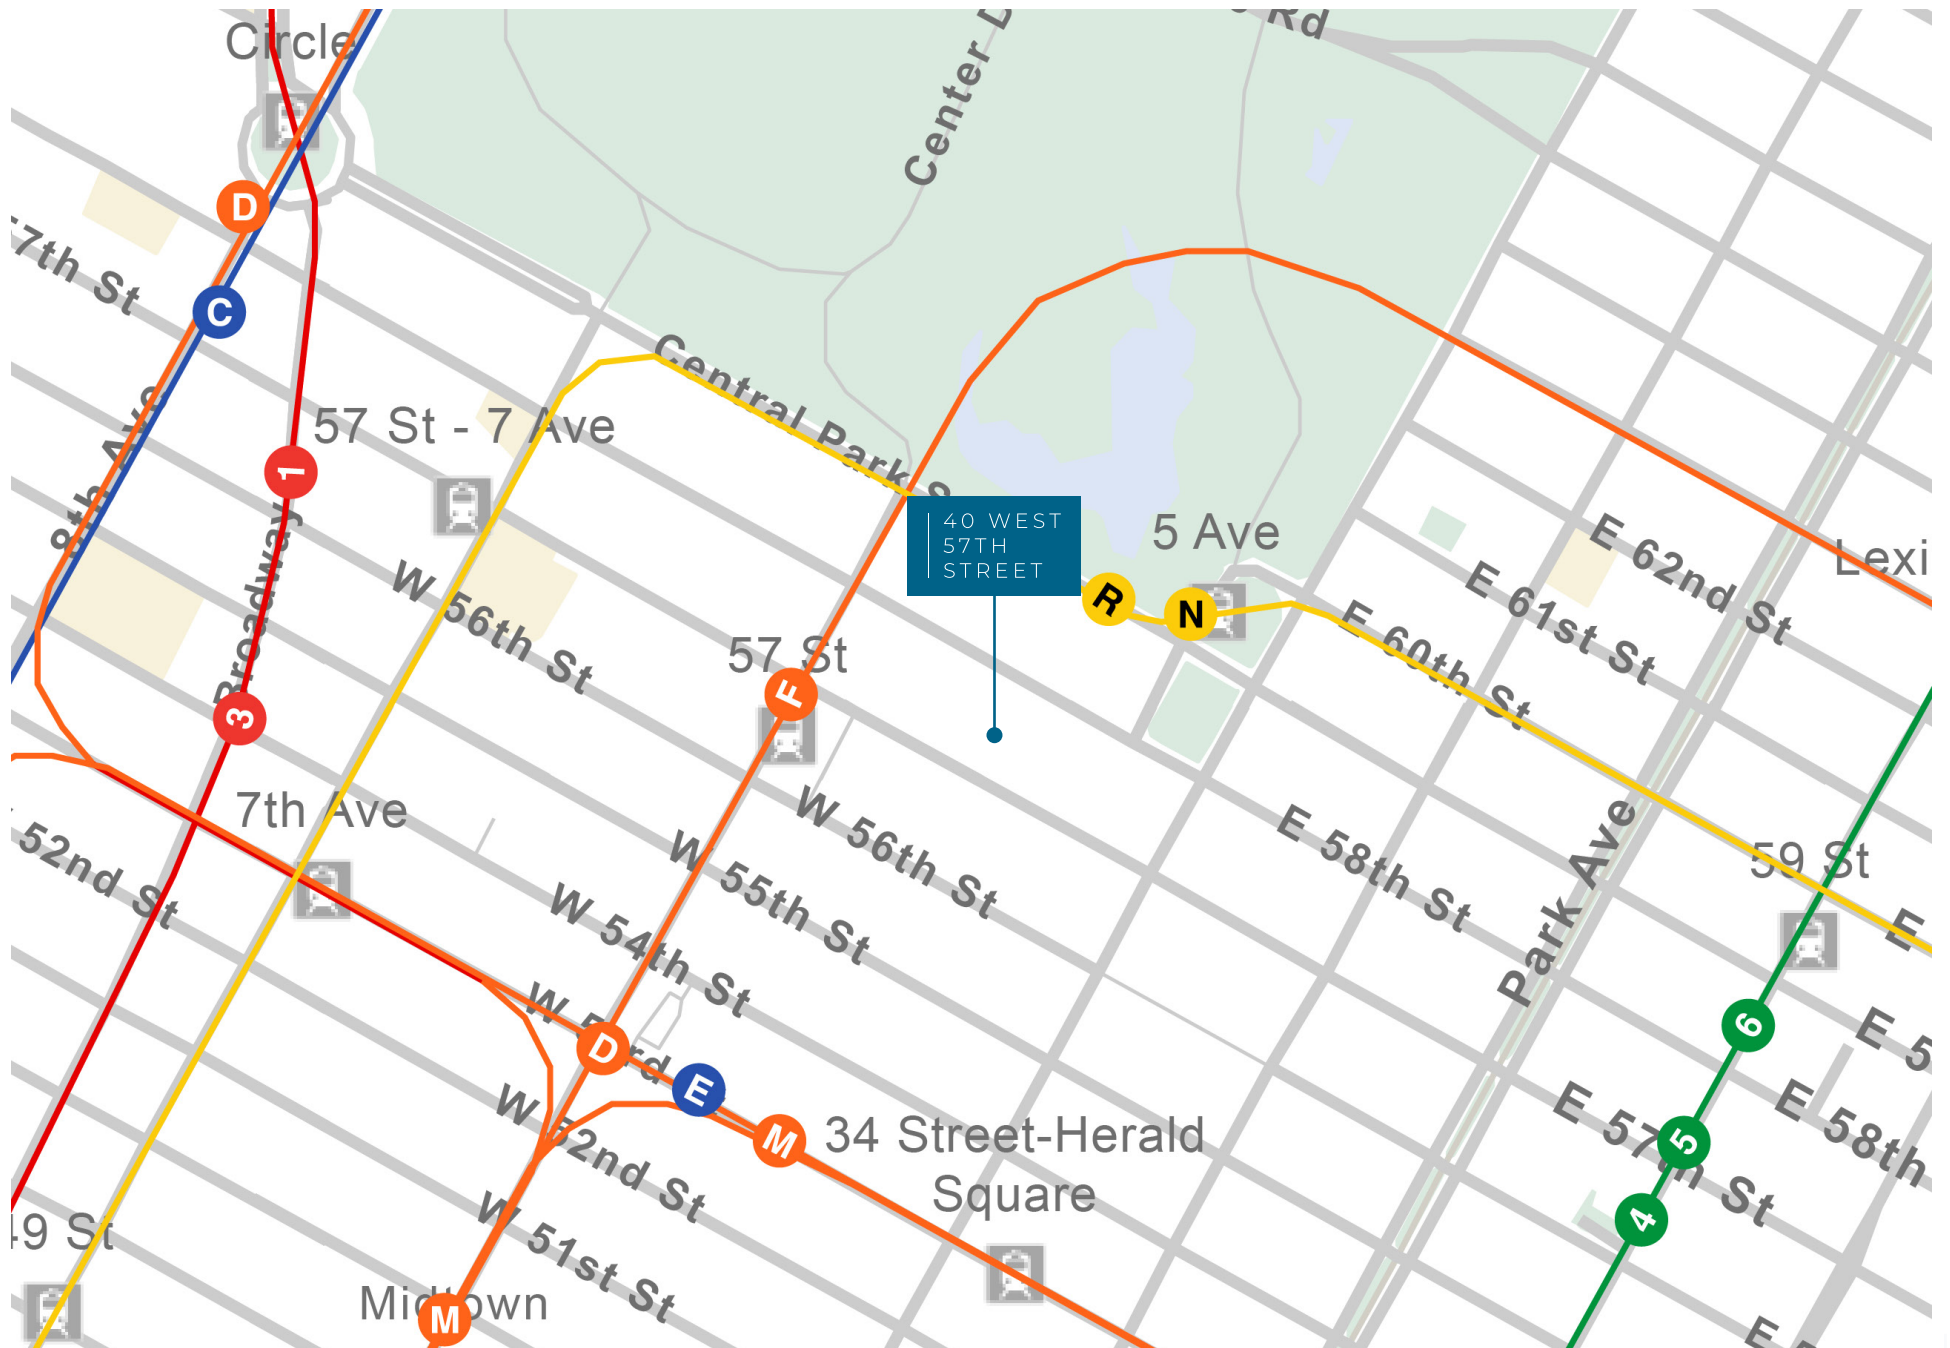 Circle
Center D
Rd
D
7th St
C
8th Ave
57 St - 7 Ave
1
Broadway
3
Central Park S
40 WEST
57TH
STREET
5 Ave
R
N
E 62nd St
Lexi
E 61st St
E 60th St
W 56th St
57 St
F
7th Ave
52nd St
W 56th St
W 55th St
W 54th St
E 58th St
Park Ave
59 St
E
6
E 5
W 53rd
D
E
M
34 Street-Herald
Square
W 52nd St
W 51st St
E 57th St
E 58th
5
4
49 St
Midtown
M
E